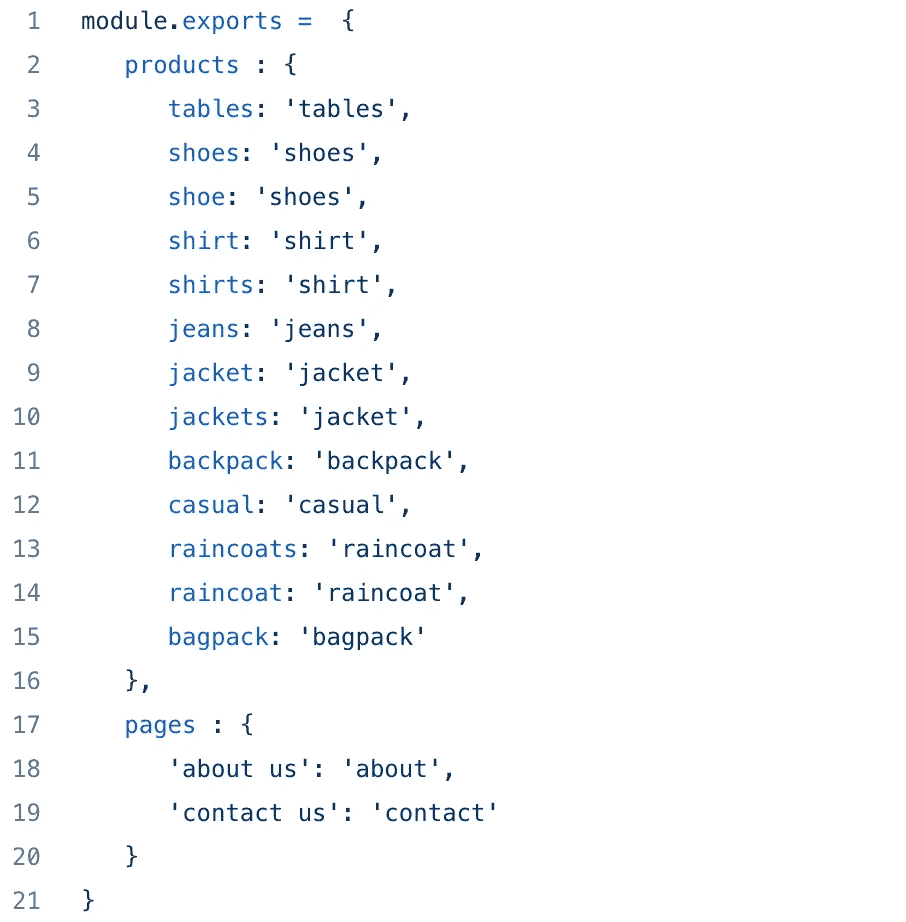 1 module.exports =  {
2    products : {
3       tables: 'tables',
4       shoes: 'shoes',
5       shoe: 'shoes',
6       shirt: 'shirt',
7       shirts: 'shirt',
8       jeans: 'jeans',
9       jacket: 'jacket',
10       jackets: 'jacket',
11       backpack: 'backpack',
12       casual: 'casual',
13       raincoats: 'raincoat',
14       raincoat: 'raincoat',
15       bagpack: 'bagpack'
16    },
17    pages : {
18       'about us': 'about',
19       'contact us': 'contact'
20    }
21 }